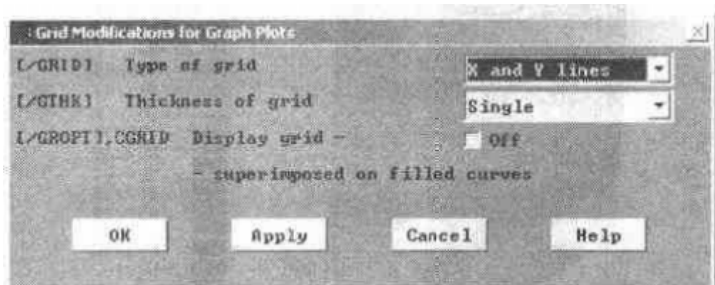 Grid Modifications for Graph Plots
[/GRID] Type of grid X and Y lines
[/GTHK] Thickness of grid Single
[/GROPT],CGRID Display grid - Off
- superimposed on filled curves
OK Apply Cancel Help